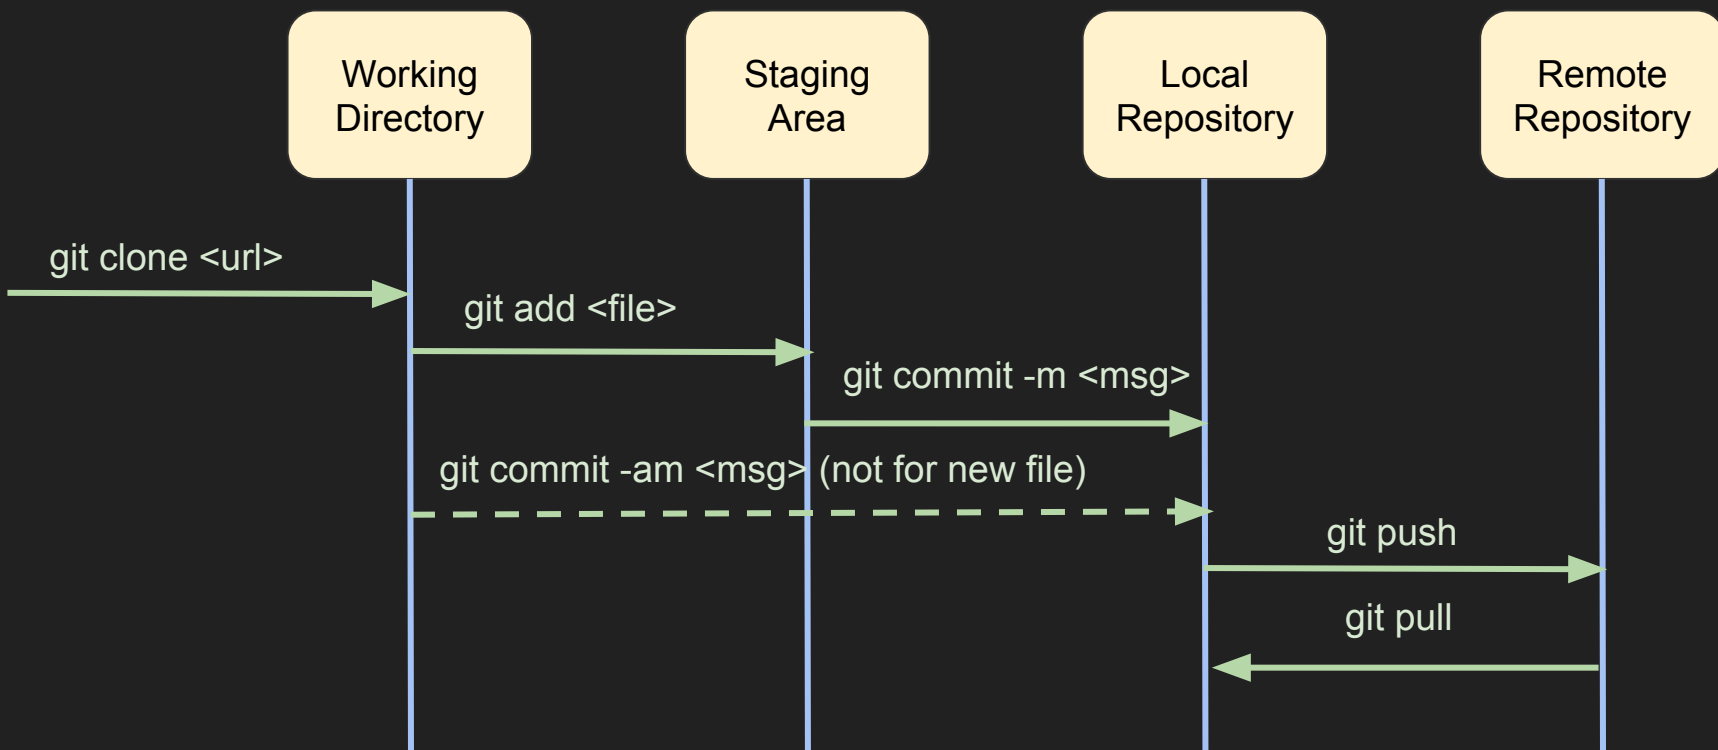 Working
Directory
Staging
Area
Local
Repository
Remote
Repository
git clone <url>
git add <file>
git commit -m <msg>
git commit -am <msg> (not for new file)
git push
git pull